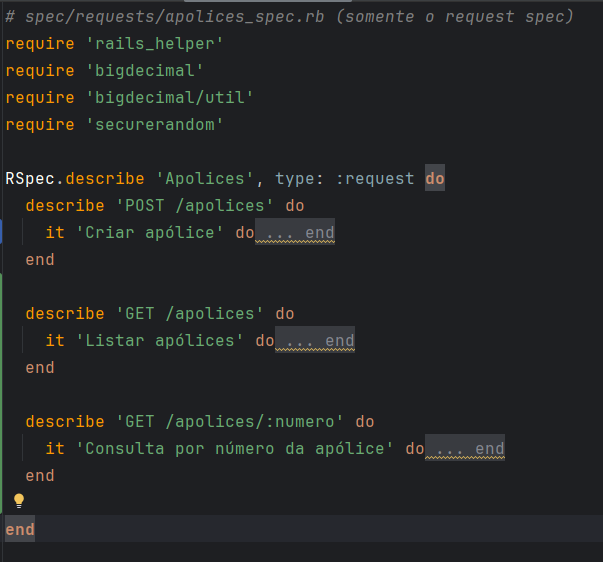 # spec/requests/apolices_spec.rb (somente o request spec)
require 'rails_helper'
require 'bigdecimal'
require 'bigdecimal/util'
require 'securerandom'
RSpec.describe 'Apolices', type: :request do
  describe 'POST /apolices' do
    it 'Criar apólice' do ... end
  end
  describe 'GET /apolices' do
    it 'Listar apólices' do ... end
  end
  describe 'GET /apolices/:numero' do
    it 'Consulta por número da apólice' do ... end
  end
end